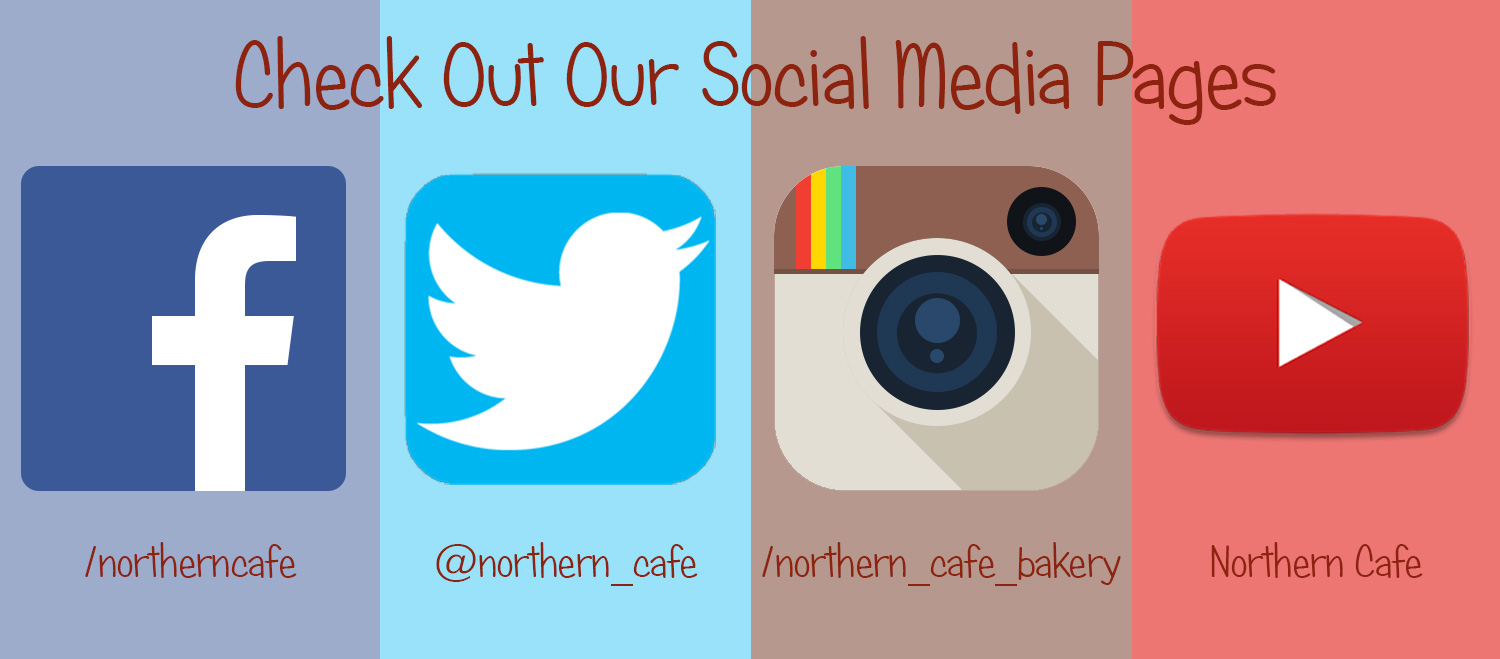 Check Out Our Social Media Pages
/northerncafe
@northern_cafe
/northern_cafe_bakery
Northern Cafe